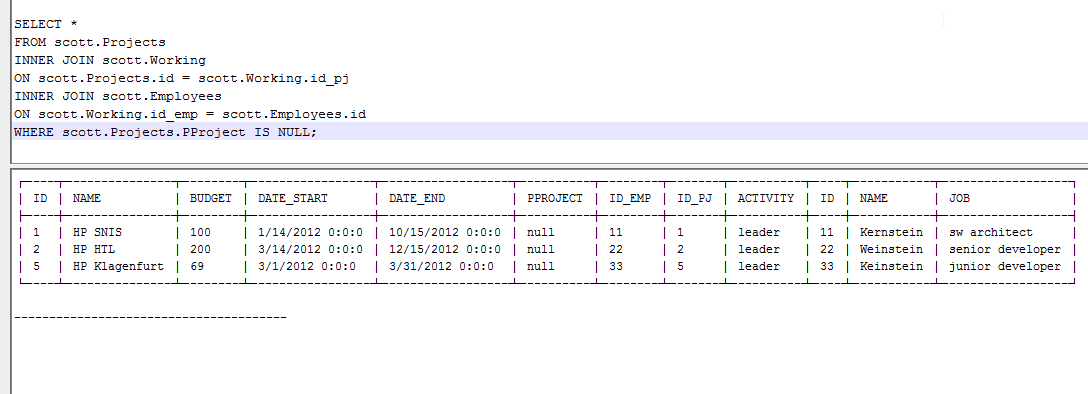 SELECT *
FROM scott.Projects
INNER JOIN scott.Working
ON scott.Projects.id = scott.Working.id_pj
INNER JOIN scott.Employees
ON scott.Working.id_emp = scott.Employees.id
WHERE scott.Projects.PProject IS NULL;
| ID | NAME | BUDGET | DATE_START | DATE_END | PPROJECT | ID_EMP | ID_PJ | ACTIVITY | ID | NAME | JOB |
| 1 | HP SNIS | 100 | 1/14/2012 0:0:0 | 10/15/2012 0:0:0 | null | 11 | 1 | leader | 11 | Kernstein | sw architect |
| 2 | HP HTL | 200 | 3/14/2012 0:0:0 | 12/15/2012 0:0:0 | null | 22 | 2 | leader | 22 | Weinstein | senior developer |
| 5 | HP Klagenfurt | 69 | 3/1/2012 0:0:0 | 3/31/2012 0:0:0 | null | 33 | 5 | leader | 33 | Keinstein | junior developer |